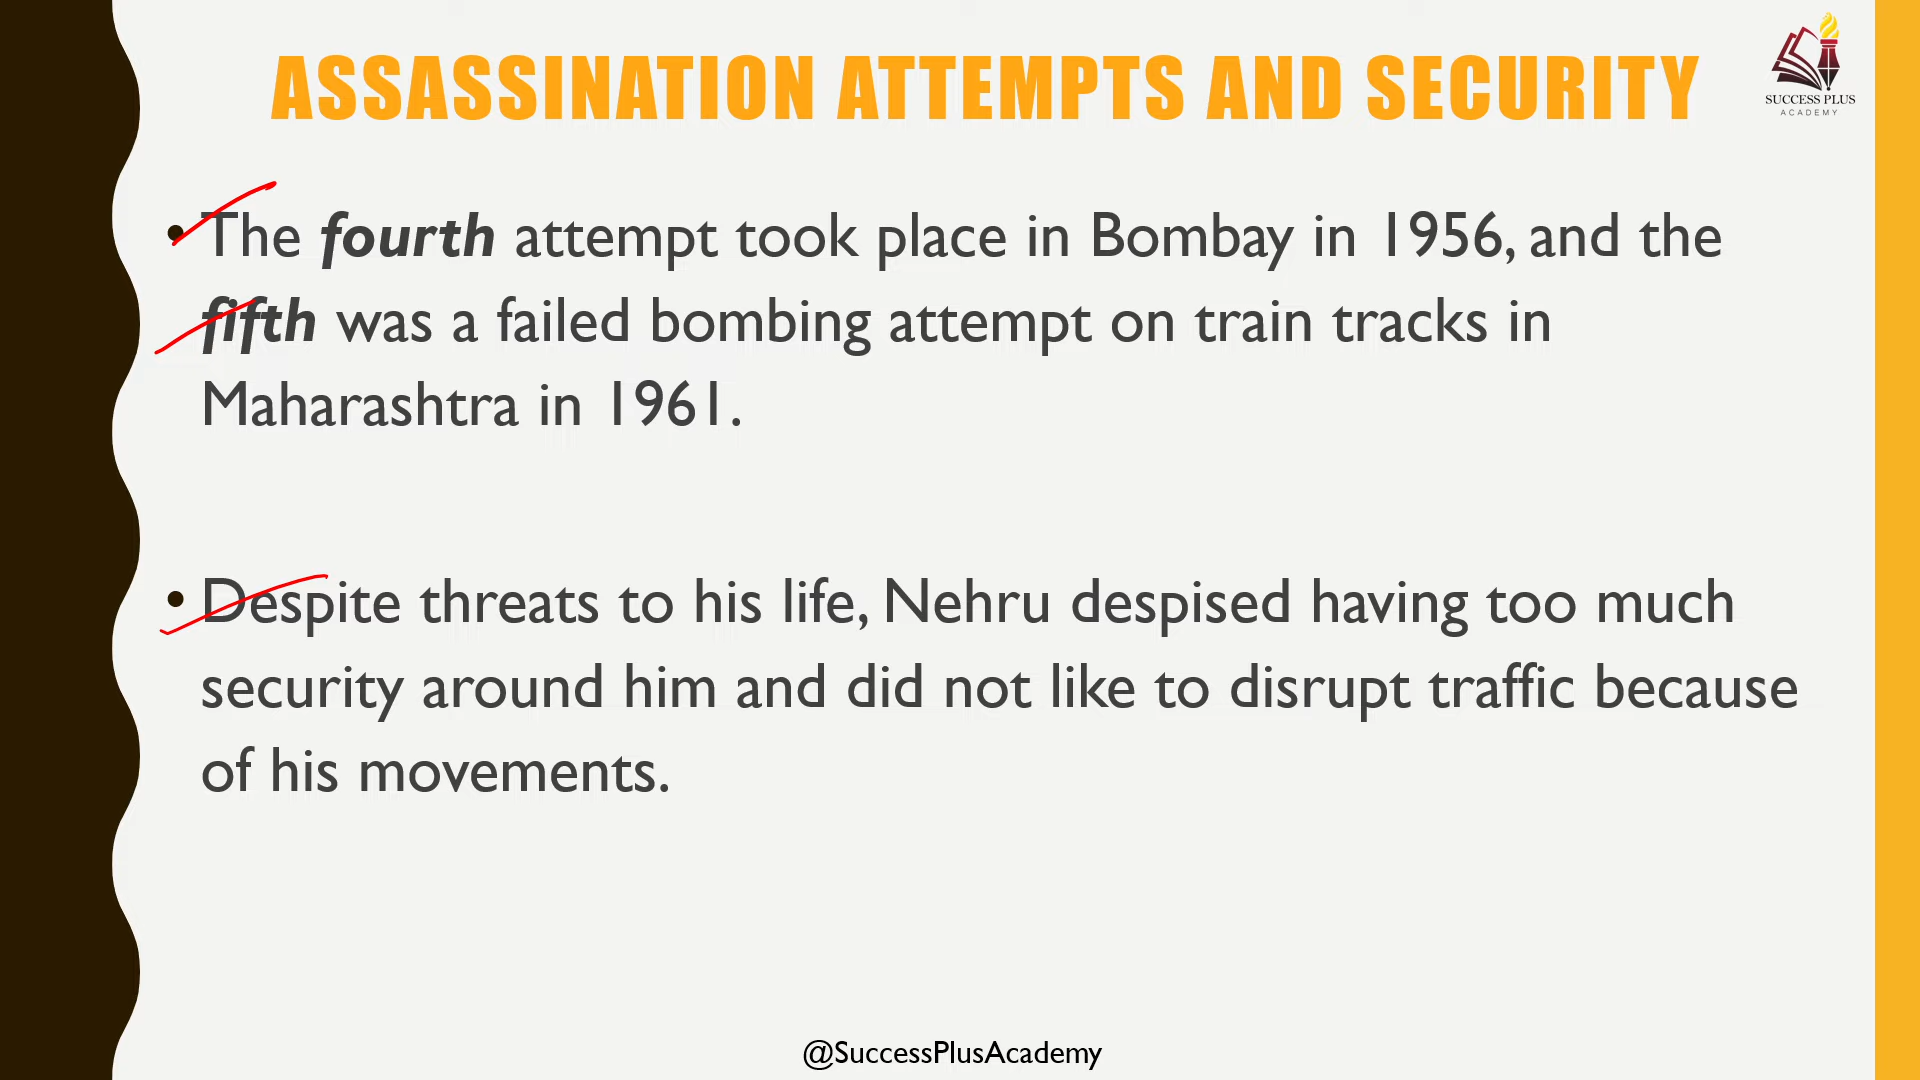 ASSASSINATION ATTEMPTS AND SECURITY
SUCCESS PLUS
ACADEMY
• The fourth attempt took place in Bombay in 1956, and the
fifth was a failed bombing attempt on train tracks in
Maharashtra in 1961.
• Despite threats to his life, Nehru despised having too much
security around him and did not like to disrupt traffic because
of his movements.
@SuccessPlusAcademy